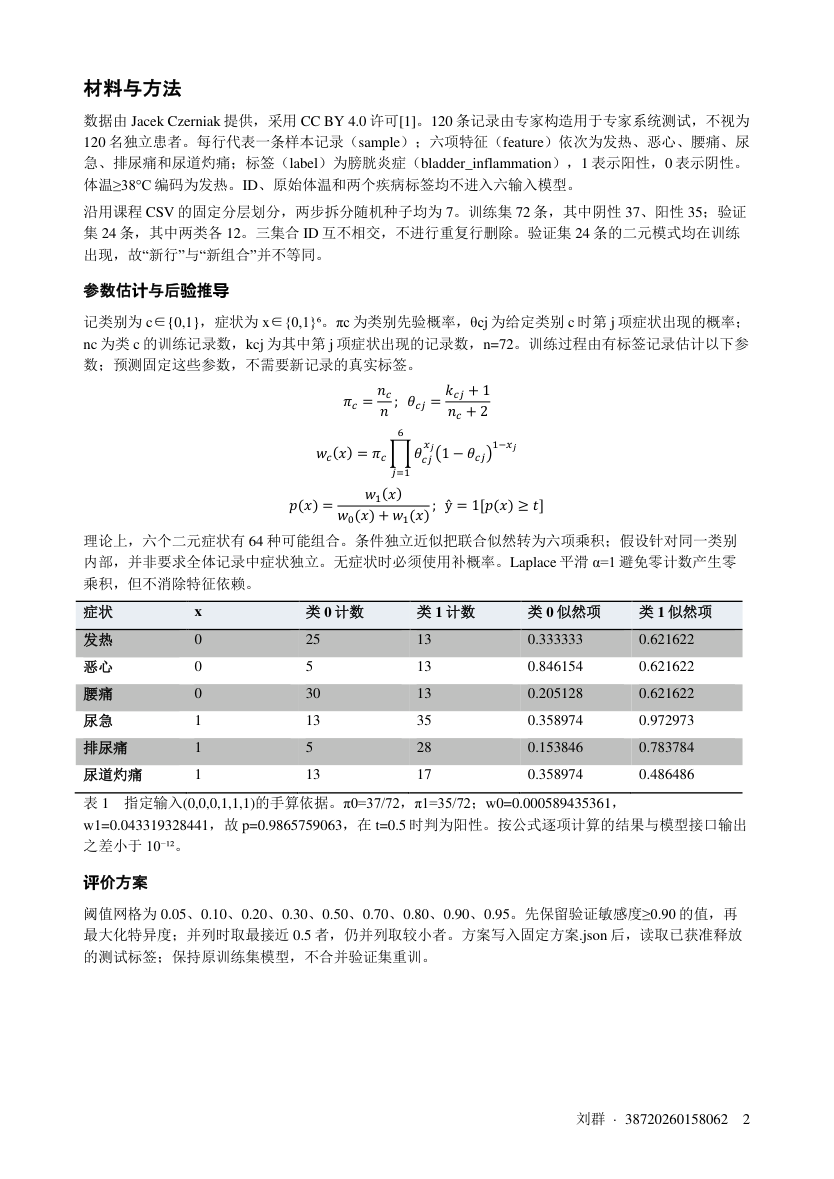 材料与方法
数据由 Jacek Czerniak 提供，采用 CC BY 4.0 许可[1]。120 条记录由专家构造用于专家系统测试，不视为
120 名独立患者。每行代表一条样本记录（sample）；六项特征（feature）依次为发热、恶心、腰痛、尿
急、排尿痛和尿道灼痛；标签（label）为膀胱炎症（bladder_inflammation），1 表示阳性，0 表示阴性。
体温≥38°C 编码为发热。ID、原始体温和两个疾病标签均不进入六输入模型。
沿用课程 CSV 的固定分层划分，两步拆分随机种子均为 7。训练集 72 条，其中阴性 37、阳性 35；验证
集 24 条，其中两类各 12。三集合 ID 互不相交，不进行重复行删除。验证集 24 条的二元模式均在训练
出现，故“新行”与“新组合”并不等同。
参数估计与后验推导
记类别为 c∈{0,1}，症状为 x∈{0,1}⁶。πc 为类别先验概率，θcj 为给定类别 c 时第 j 项症状出现的概率；
nc 为类 c 的训练记录数，kcj 为其中第 j 项症状出现的记录数，n=72。训练过程由有标签记录估计以下参
数；预测固定这些参数，不需要新记录的真实标签。
π_c = n_c / n； θ_cj = (k_cj + 1) / (n_c + 2)
w_c(x) = π_c ∏_{j=1}^{6} θ_cj^{x_j} (1 − θ_cj)^{1−x_j}
p(x) = w_1(x) / (w_0(x) + w_1(x))； ŷ = 1[p(x) ≥ t]
理论上，六个二元症状有 64 种可能组合。条件独立近似把联合似然转为六项乘积；假设针对同一类别
内部，并非要求全体记录中症状独立。无症状时必须使用补概率。Laplace 平滑 α=1 避免零计数产生零
乘积，但不消除特征依赖。
症状 x 类 0 计数 类 1 计数 类 0 似然项 类 1 似然项
发热 0 25 13 0.333333 0.621622
恶心 0 5 13 0.846154 0.621622
腰痛 0 30 13 0.205128 0.621622
尿急 1 13 35 0.358974 0.972973
排尿痛 1 5 28 0.153846 0.783784
尿道灼痛 1 13 17 0.358974 0.486486
表 1 指定输入(0,0,0,1,1,1)的手算依据。π0=37/72，π1=35/72；w0=0.000589435361，
w1=0.043319328441，故 p=0.9865759063，在 t=0.5 时判为阳性。按公式逐项计算的结果与模型接口输出
之差小于 10⁻¹²。
评价方案
阈值网格为 0.05、0.10、0.20、0.30、0.50、0.70、0.80、0.90、0.95。先保留验证敏感度≥0.90 的值，再
最大化特异度；并列时取最接近 0.5 者，仍并列取较小者。方案写入固定方案.json 后，读取已获准释放
的测试标签；保持原训练集模型，不合并验证集重训。
刘群 · 38720260158062 2